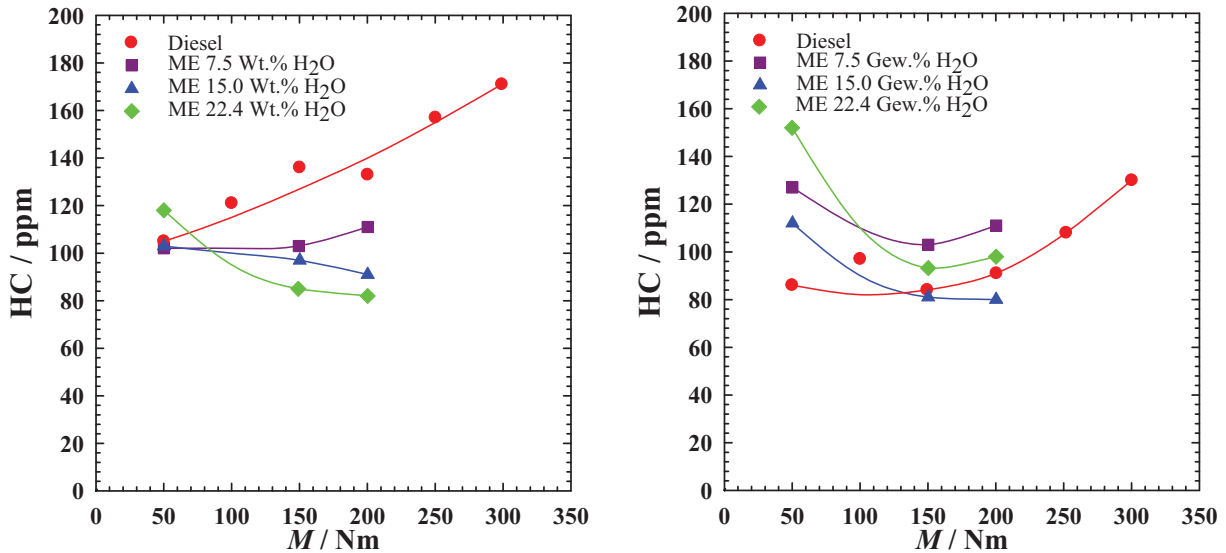 200
180
160
140
120
100
80
60
40
20
0
HC / ppm
Diesel
ME 7.5 Wt.% H₂O
ME 15.0 Wt.% H₂O
ME 22.4 Wt.% H₂O
0 50 100 150 200 250 300 350
M / Nm
200
180
160
140
120
100
80
60
40
20
0
HC / ppm
Diesel
ME 7.5 Gew.% H₂O
ME 15.0 Gew.% H₂O
ME 22.4 Gew.% H₂O
0 50 100 150 200 250 300 350
M / Nm